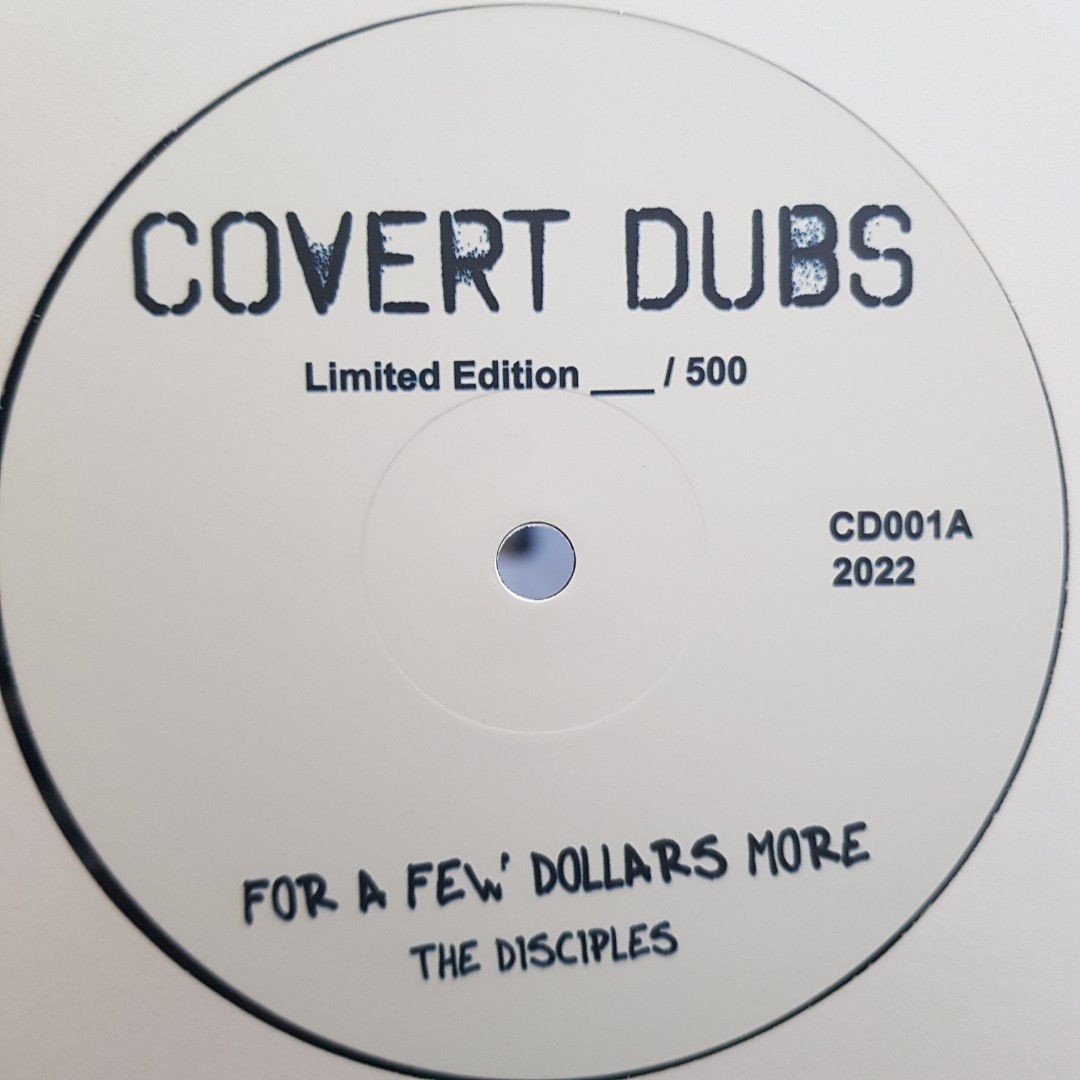 COVERT DUBS
Limited Edition ___ / 500
CD001A
2022
FOR A FEW' DOLLARS MORE
THE DISCIPLES